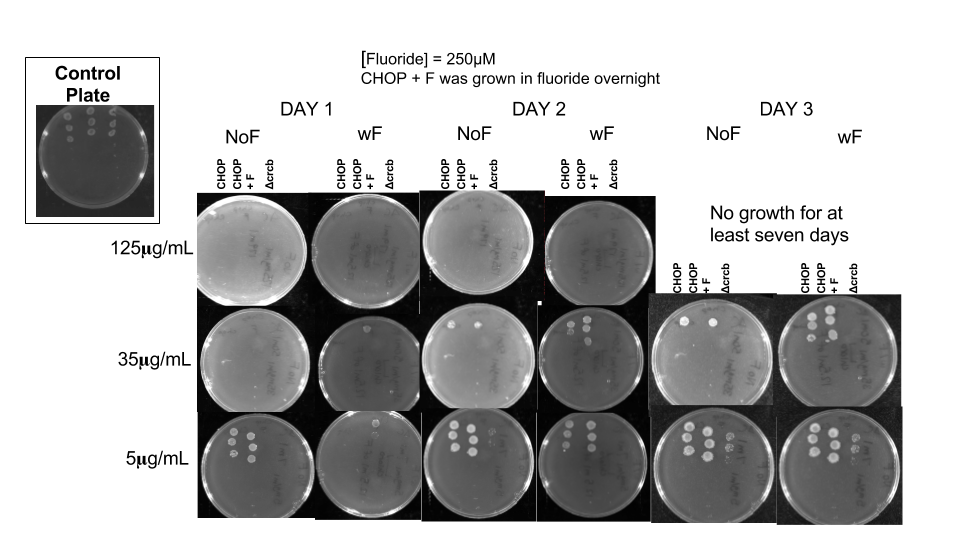 Control
Plate
[Fluoride] = 250μM
CHOP + F was grown in fluoride overnight
DAY 1
DAY 2
DAY 3
NoF
wF
NoF
wF
NoF
wF
CHOP
CHOP
+ F
Δcrcb
CHOP
CHOP
+ F
Δcrcb
CHOP
CHOP
+ F
Δcrcb
CHOP
CHOP
+ F
Δcrcb
125μg/mL
No growth for at
least seven days
CHOP
CHOP
+ F
Δcrcb
CHOP
CHOP
+ F
Δcrcb
35μg/mL
5μg/mL